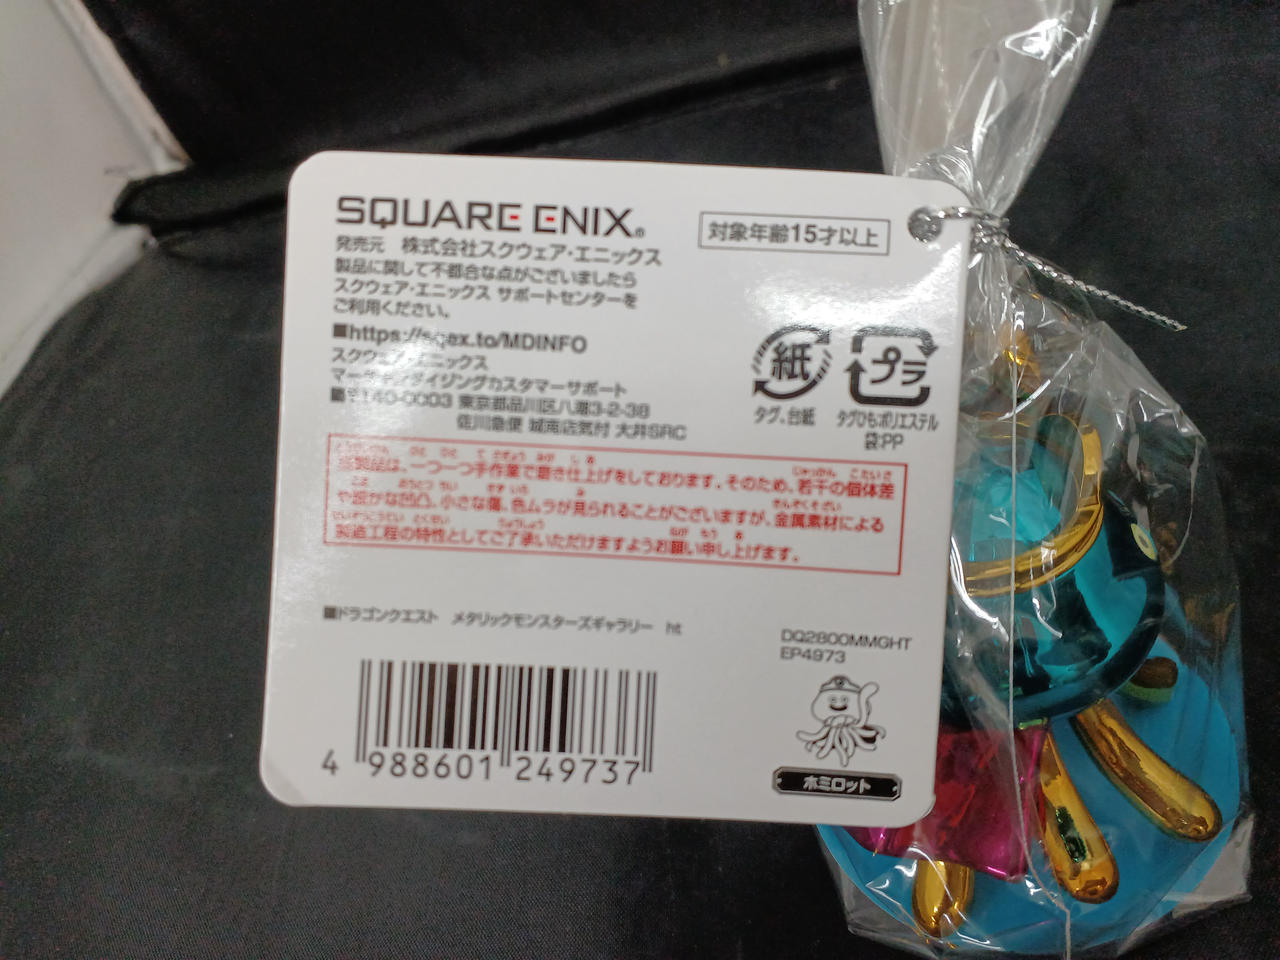 SQUARE ENIX®
発売元 株式会社スクウェア・エニックス
製品に関して不都合な点がございましたら
スクウェア・エニックス サポートセンターを
ご利用ください。
■https://sqex.to/MDINFO
スクウェア・エニックス
マーチャンダイジングカスタマーサポート
■〒140-0003 東京都品川区八潮3-2-38
佐川急便 城南店気付 大井SRC
対象年齢15才以上
紙
プラ
タグ、台紙
タグひもポリエステル
袋:PP
当製品は、一つ一つ手作業で磨き仕上げをしております。そのため、若干の個体差
や細かな凹凸、小さな傷、色ムラが見られることがございますが、金属素材による
製造工程の特性としてご了承いただけますようお願い申し上げます。
■ドラゴンクエスト メタリックモンスターズギャラリー ht
DQ2800MMGHT
EP4973
4 988601 249737
ホミロット